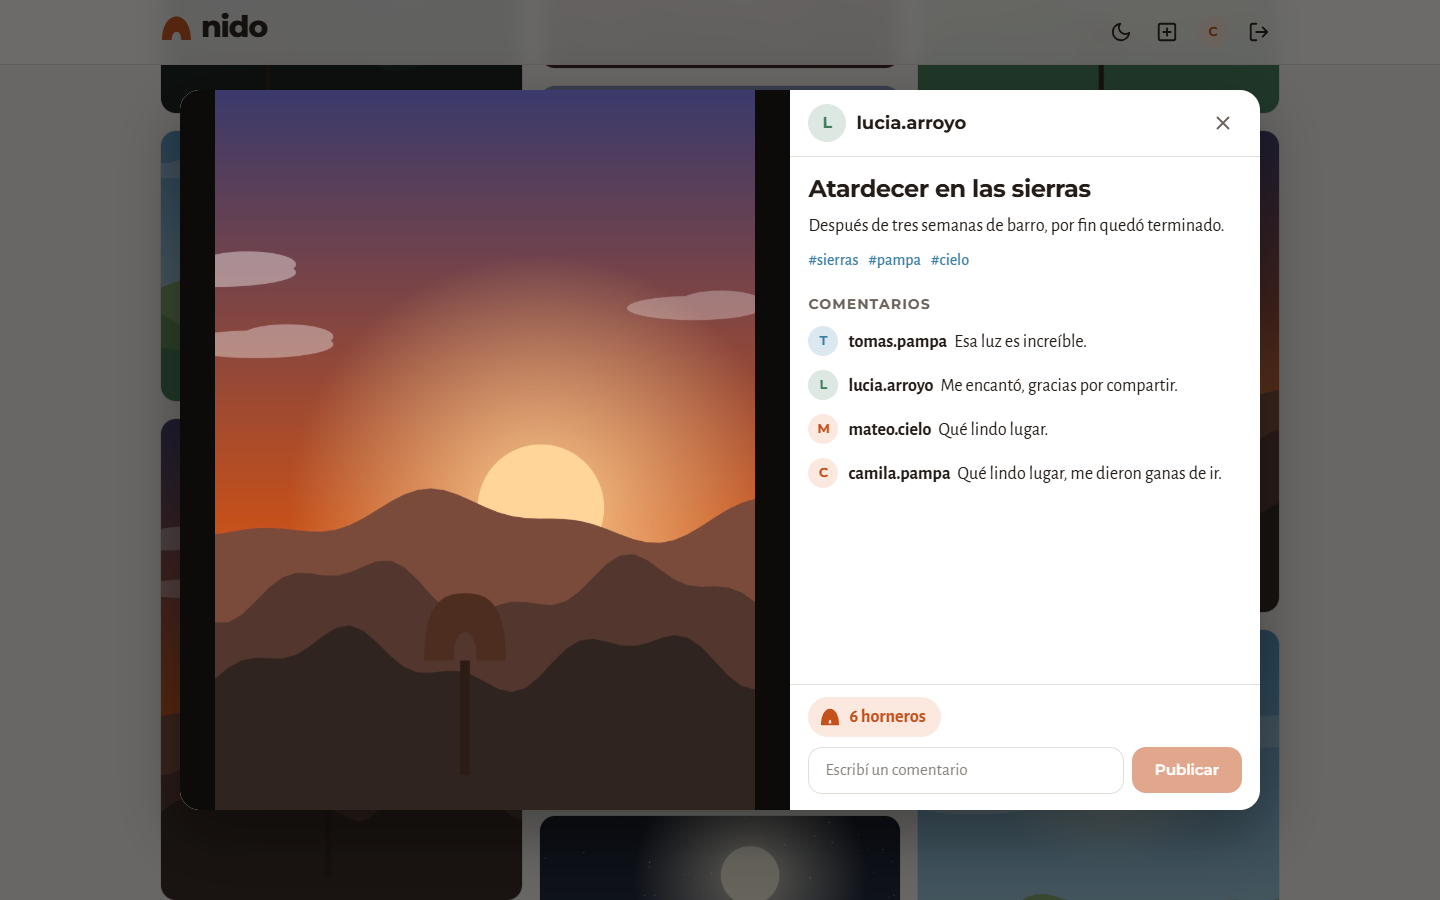 nido
C
L lucia.arroyo
Atardecer en las sierras
Después de tres semanas de barro, por fin quedó terminado.
#sierras #pampa #cielo
COMENTARIOS
T tomas.pampa Esa luz es increíble.
L lucia.arroyo Me encantó, gracias por compartir.
M mateo.cielo Qué lindo lugar.
C camila.pampa Qué lindo lugar, me dieron ganas de ir.
6 horneros
Escribí un comentario Publicar